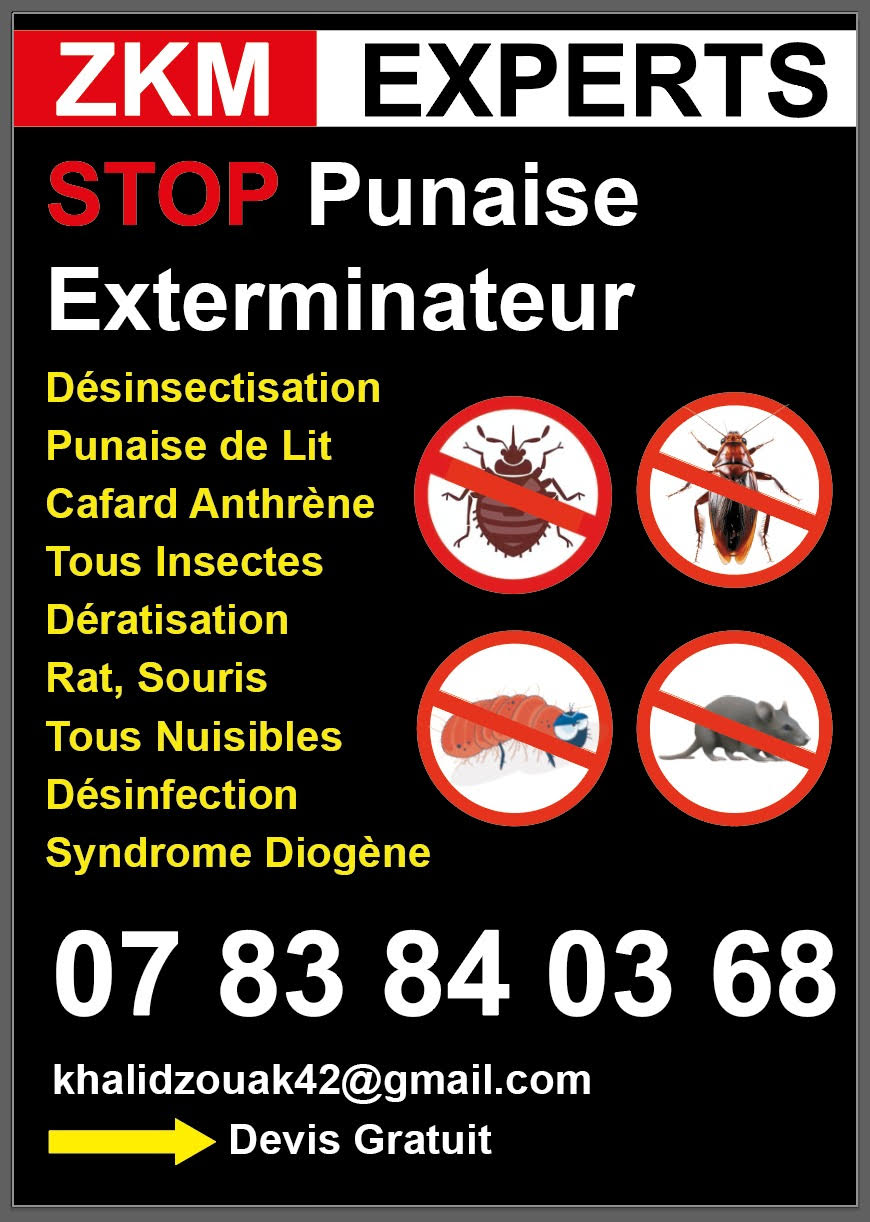 ZKM EXPERTS
STOP Punaise
Exterminateur
Désinsectisation
Punaise de Lit
Cafard Anthrène
Tous Insectes
Dératisation
Rat, Souris
Tous Nuisibles
Désinfection
Syndrome Diogène
07 83 84 03 68
khalidzouak42@gmail.com
Devis Gratuit